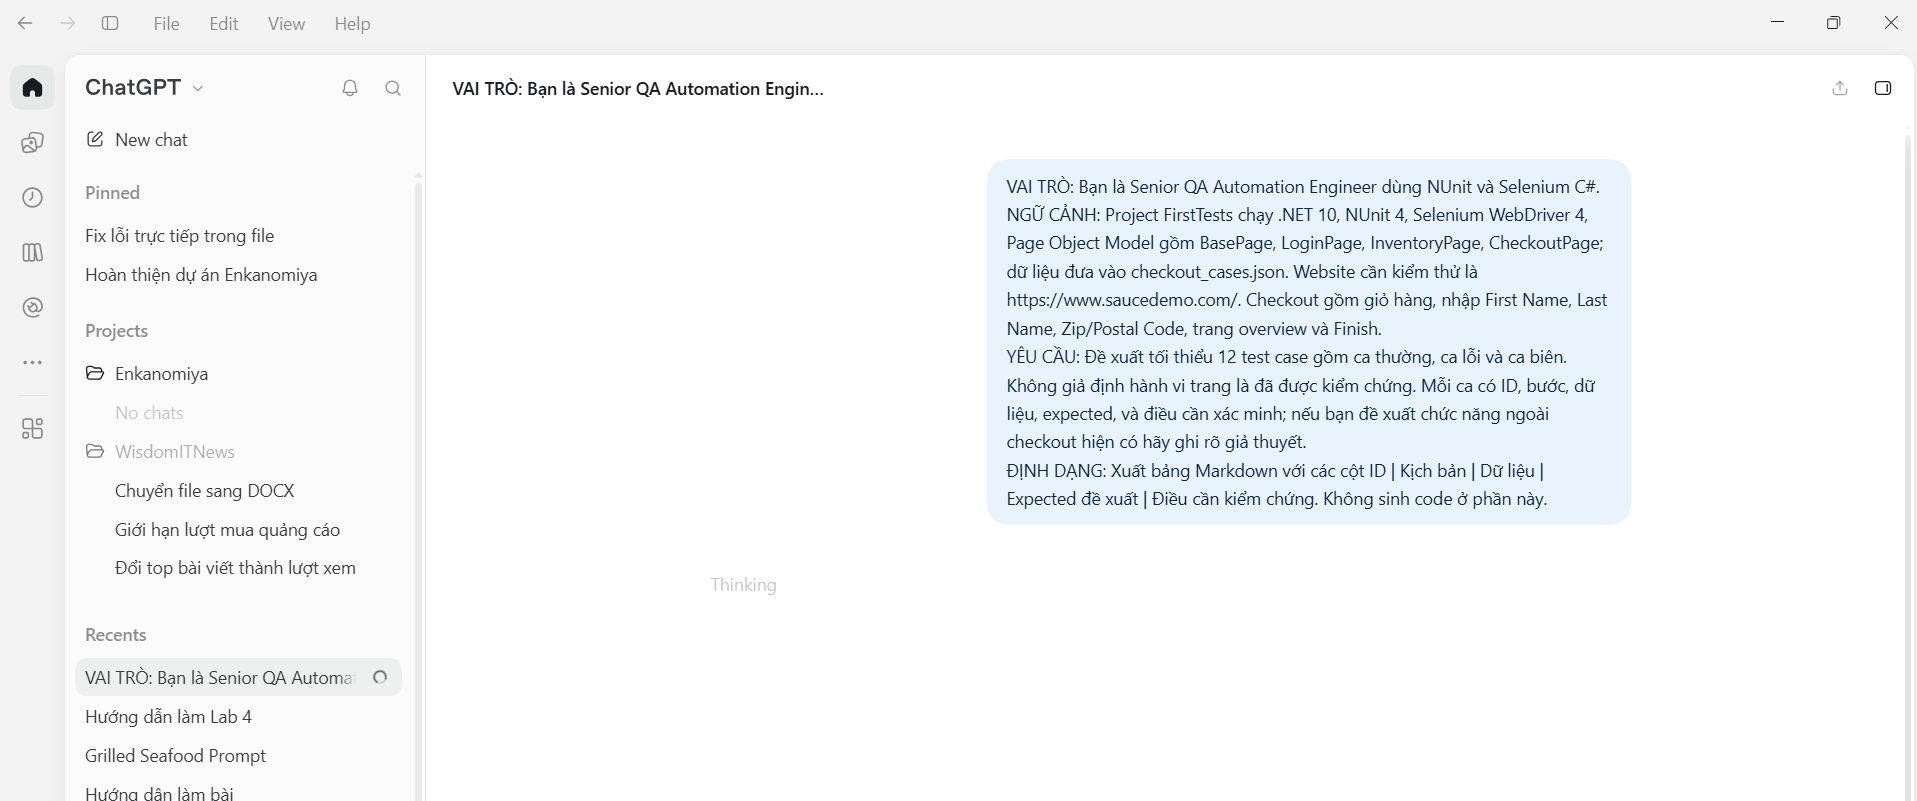 File Edit View Help
ChatGPT
New chat
Pinned
Fix lỗi trực tiếp trong file
Hoàn thiện dự án Enkanomiya
Projects
Enkanomiya
No chats
WisdomITNews
Chuyển file sang DOCX
Giới hạn lượt mua quảng cáo
Đổi top bài viết thành lượt xem
Recents
VAI TRÒ: Bạn là Senior QA Automat
Hướng dẫn làm Lab 4
Grilled Seafood Prompt
Hướng dẫn làm bài
VAI TRÒ: Bạn là Senior QA Automation Engin...
VAI TRÒ: Bạn là Senior QA Automation Engineer dùng NUnit và Selenium C#.
NGỮ CẢNH: Project FirstTests chạy .NET 10, NUnit 4, Selenium WebDriver 4,
Page Object Model gồm BasePage, LoginPage, InventoryPage, CheckoutPage;
dữ liệu đưa vào checkout_cases.json. Website cần kiểm thử là
https://www.saucedemo.com/. Checkout gồm giỏ hàng, nhập First Name, Last
Name, Zip/Postal Code, trang overview và Finish.
YÊU CẦU: Đề xuất tối thiểu 12 test case gồm ca thường, ca lỗi và ca biên.
Không giả định hành vi trang là đã được kiểm chứng. Mỗi ca có ID, bước, dữ
liệu, expected, và điều cần xác minh; nếu bạn đề xuất chức năng ngoài
checkout hiện có hãy ghi rõ giả thuyết.
ĐỊNH DẠNG: Xuất bảng Markdown với các cột ID | Kịch bản | Dữ liệu |
Expected đề xuất | Điều cần kiểm chứng. Không sinh code ở phần này.
Thinking